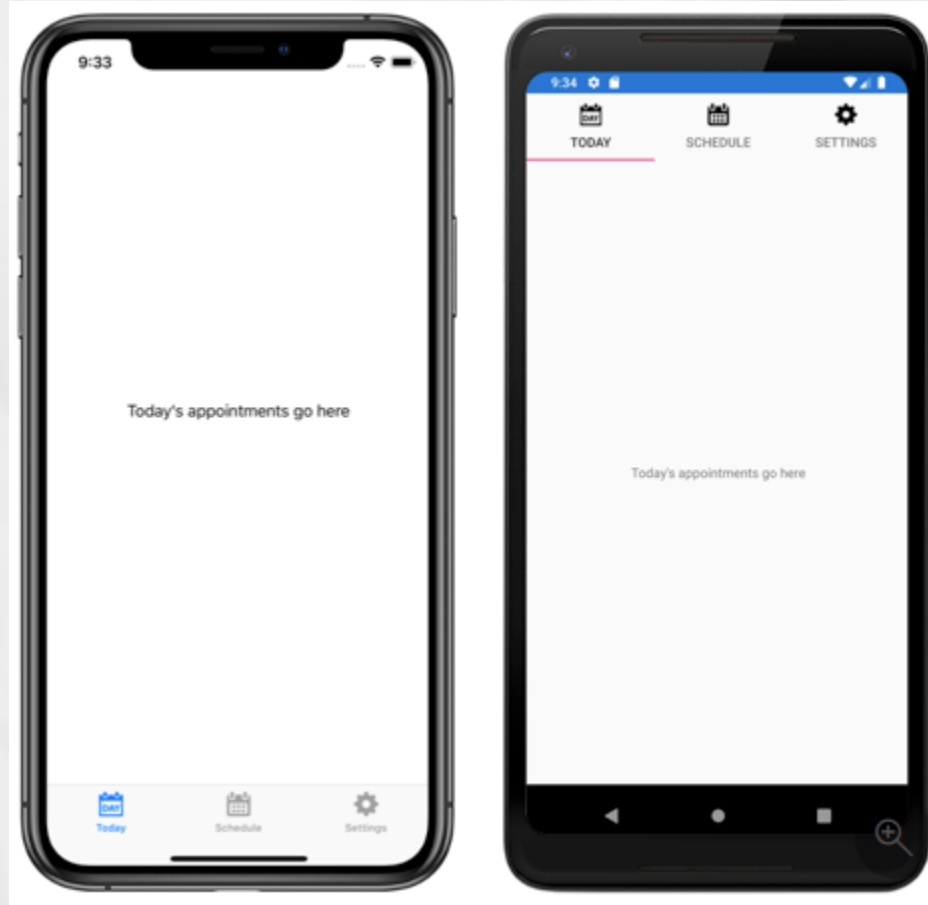 9:33
Today's appointments go here
DAY
Today
Schedule
Settings
9:34
DAY
TODAY
SCHEDULE
SETTINGS
Today's appointments go here